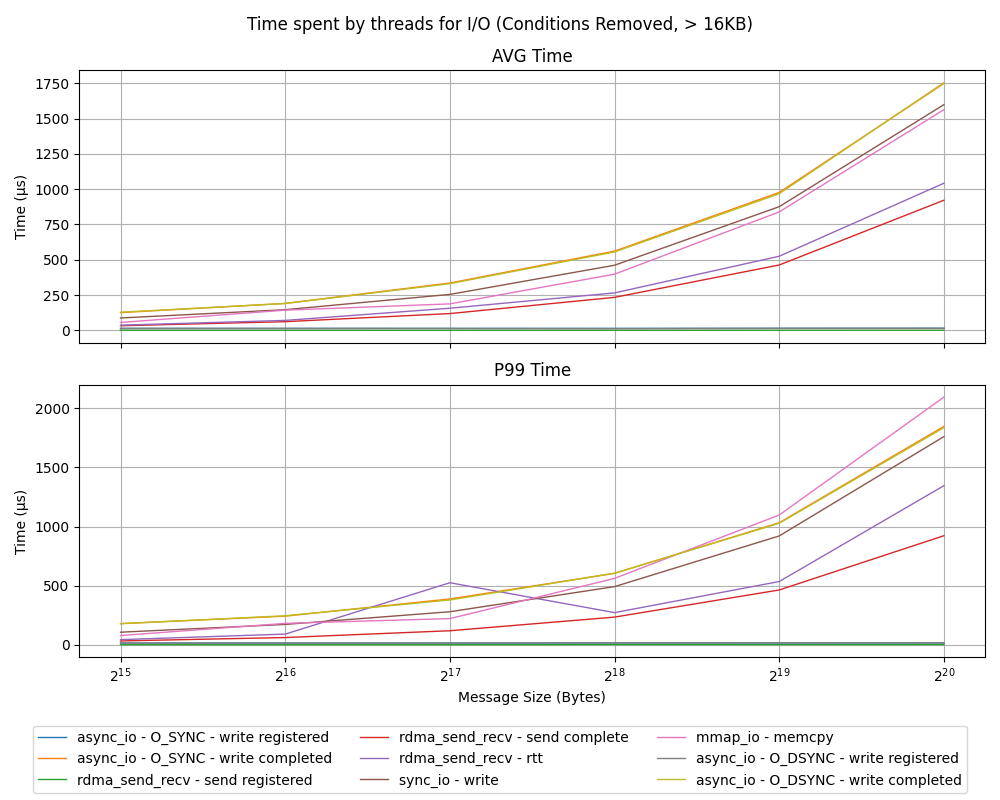 Time spent by threads for I/O (Conditions Removed, > 16KB)
AVG Time
1750
1500
1250
1000
750
500
250
0
Time (μs)
P99 Time
2000
1500
1000
500
0
Time (μs)
2^15 2^16 2^17 2^18 2^19 2^20
Message Size (Bytes)
async_io - O_SYNC - write registered
async_io - O_SYNC - write completed
rdma_send_recv - send registered
rdma_send_recv - send complete
rdma_send_recv - rtt
sync_io - write
mmap_io - memcpy
async_io - O_DSYNC - write registered
async_io - O_DSYNC - write completed